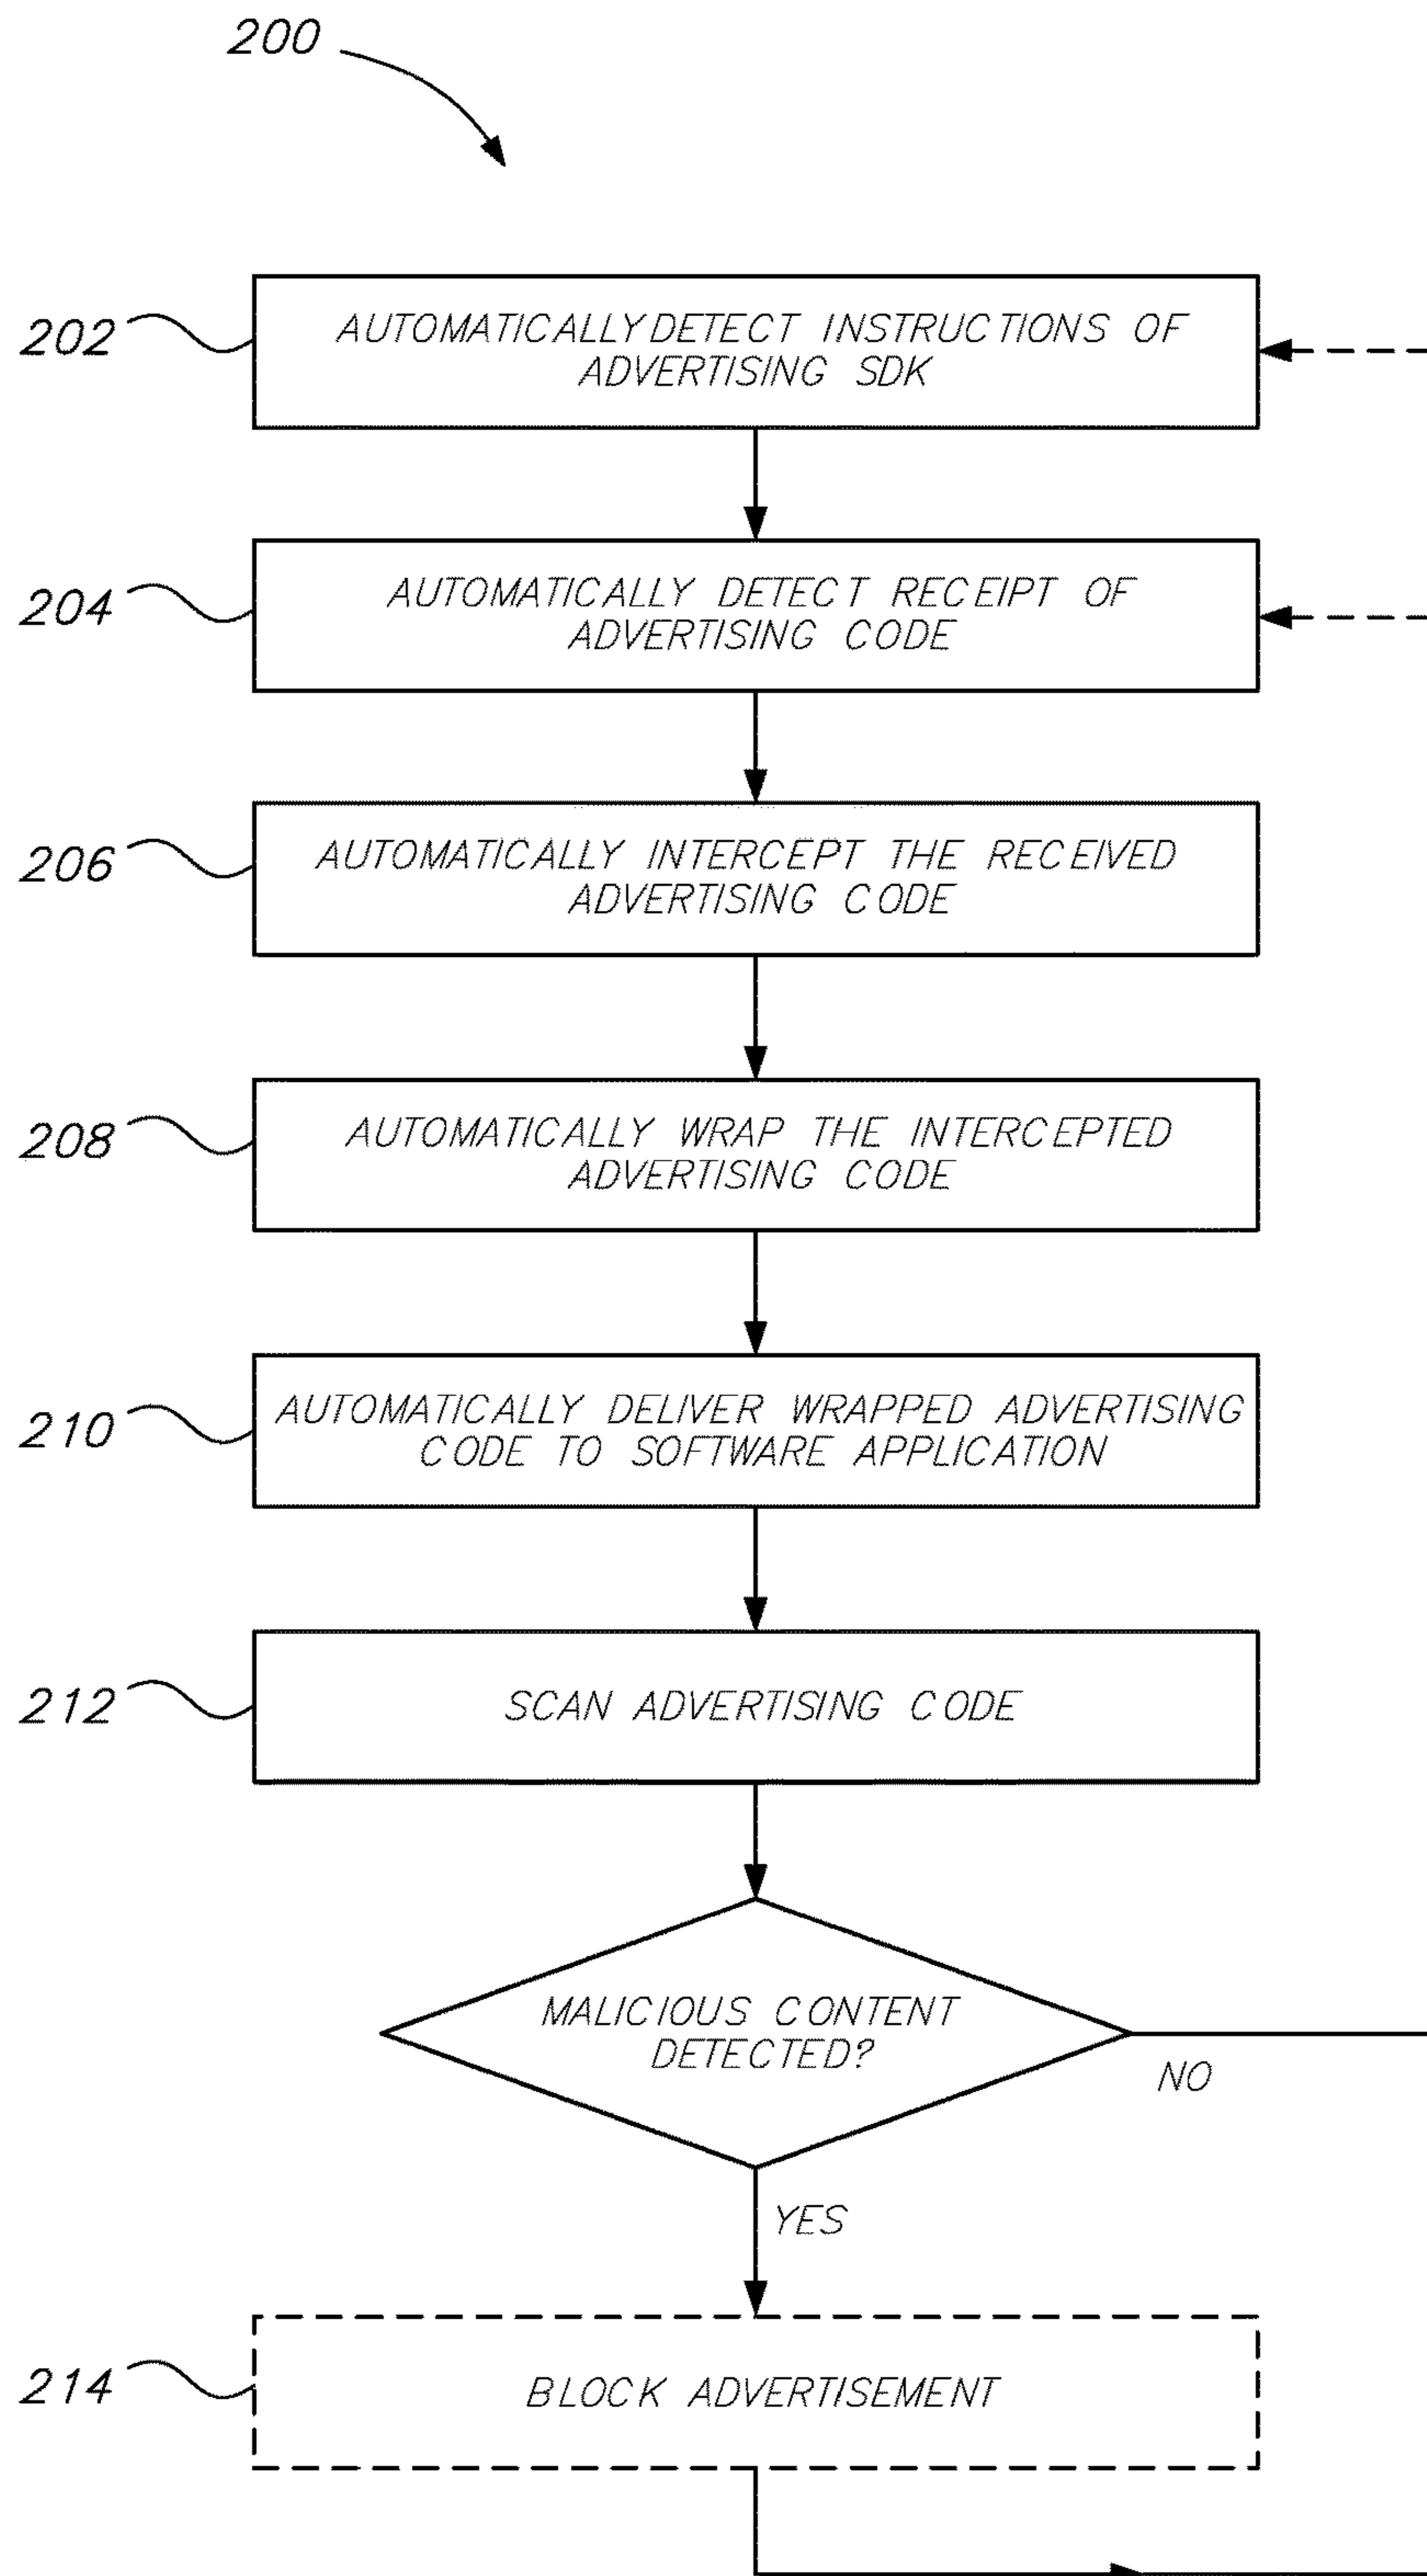 200
202
AUTOMATICALLY DETECT INSTRUCTIONS OF
ADVERTISING SDK
204
AUTOMATICALLY DETECT RECEIPT OF
ADVERTISING CODE
206
AUTOMATICALLY INTERCEPT THE RECEIVED
ADVERTISING CODE
208
AUTOMATICALLY WRAP THE INTERCEPTED
ADVERTISING CODE
210
AUTOMATICALLY DELIVER WRAPPED ADVERTISING
CODE TO SOFTWARE APPLICATION
212
SCAN ADVERTISING CODE
MALICIOUS CONTENT
DETECTED?
NO
YES
214
BLOCK ADVERTISEMENT